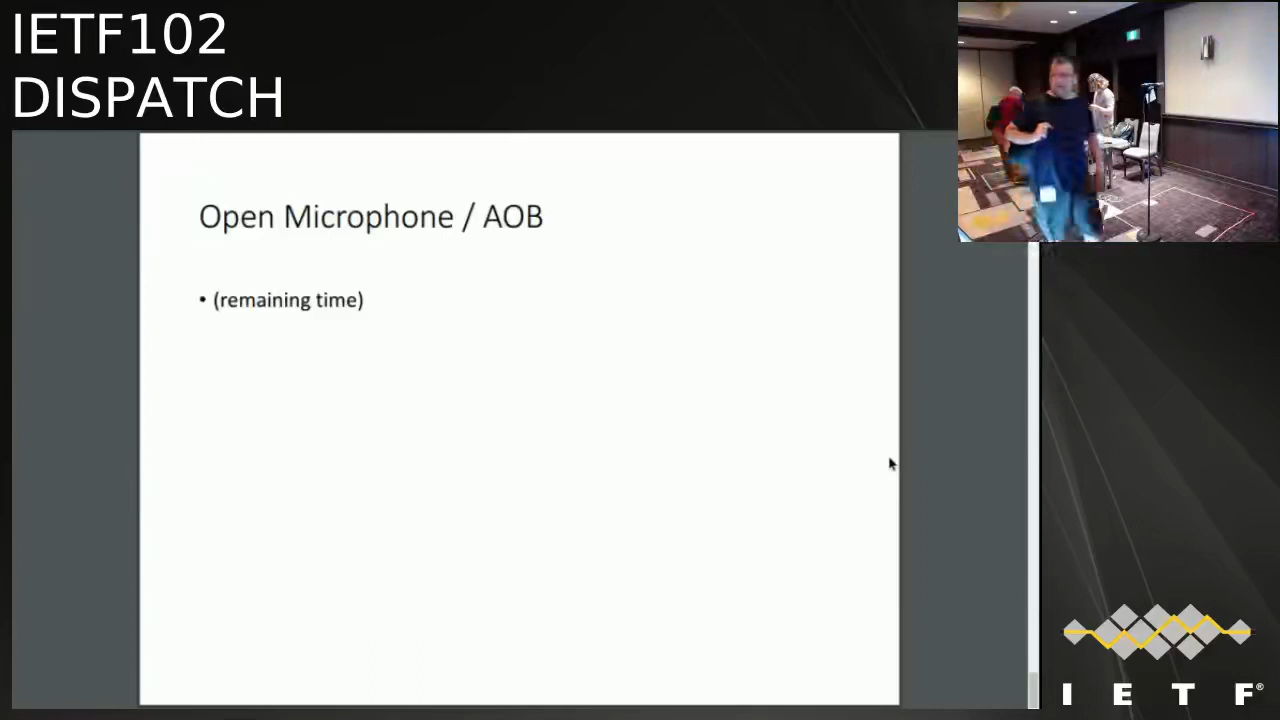 IETF102
DISPATCH
Open Microphone / AOB
• (remaining time)
I E T F®